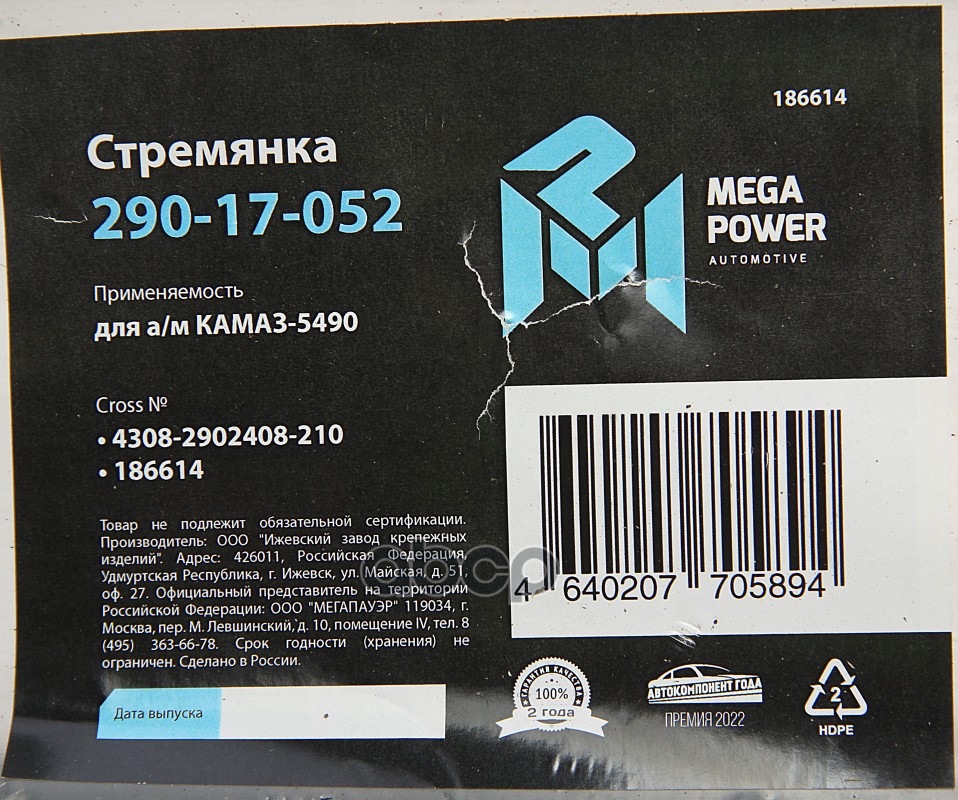 186614
Стремянка
290-17-052
MEGA
POWER
AUTOMOTIVE
Применяемость
для а/м КАМАЗ-5490
Cross №
• 4308-2902408-210
• 186614
Товар не подлежит обязательной сертификации.
Производитель: ООО "Ижевский завод крепежных
изделий". Адрес: 426011, Российская Федерация,
Удмуртская Республика, г. Ижевск, ул. Майская, д. 51,
оф. 27. Официальный представитель на территории
Российской Федерации: ООО "МЕГАПАУЭР" 119034, г.
Москва, пер. М. Левшинский, д. 10, помещение IV, тел. 8
(495) 363-66-78. Срок годности (хранения) не
ограничен. Сделано в России.
Дата выпуска
4 640207 705894
ГАРАНТИЯ КАЧЕСТВА
100%
2 года
АВТОКОМПОНЕНТ ГОДА
ПРЕМИЯ 2022
2
HDPE
abcp